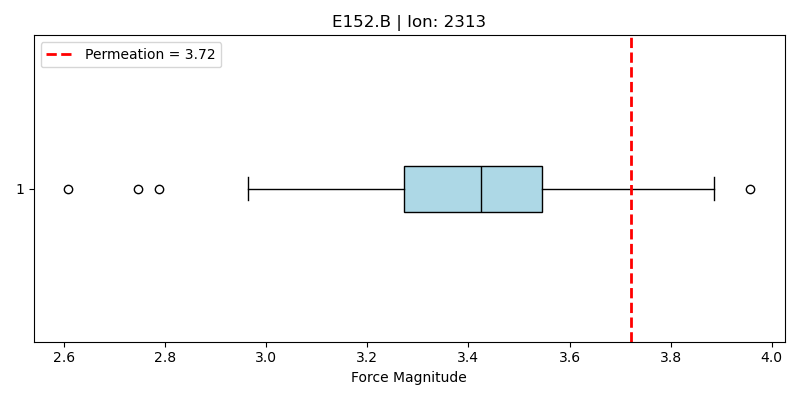 E152.B | Ion: 2313
Permeation = 3.72
1
2.6 2.8 3.0 3.2 3.4 3.6 3.8 4.0
Force Magnitude